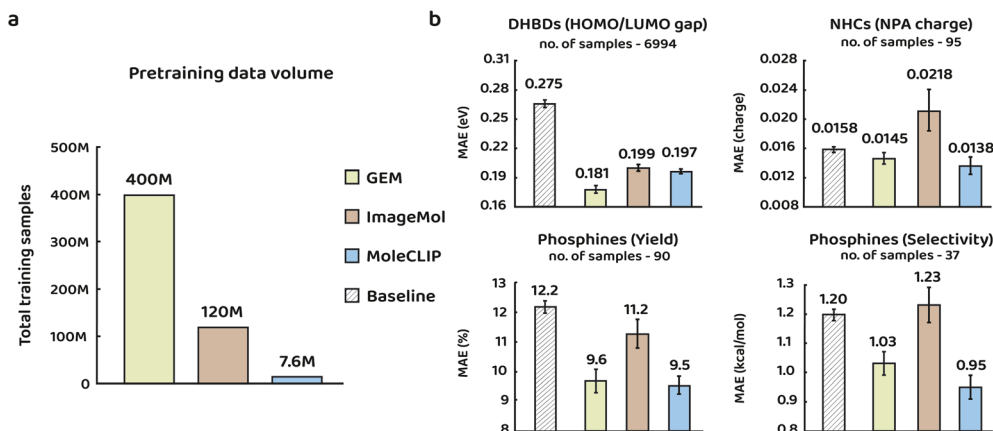 a
Pretraining data volume
Total training samples
500M
400M
300M
200M
100M
0
400M
120M
7.6M
GEM
ImageMol
MoleCLIP
Baseline
b
DHBDs (HOMO/LUMO gap)
no. of samples - 6994
MAE (eV)
0.31
0.28
0.25
0.22
0.19
0.16
0.275
0.181
0.199
0.197
NHCs (NPA charge)
no. of samples - 95
MAE (charge)
0.028
0.024
0.020
0.016
0.012
0.008
0.0158
0.0145
0.0218
0.0138
Phosphines (Yield)
no. of samples - 90
MAE (%)
13
12
11
10
9
8
12.2
9.6
11.2
9.5
Phosphines (Selectivity)
no. of samples - 37
MAE (kcal/mol)
1.3
1.2
1.1
1.0
0.9
0.8
1.20
1.03
1.23
0.95